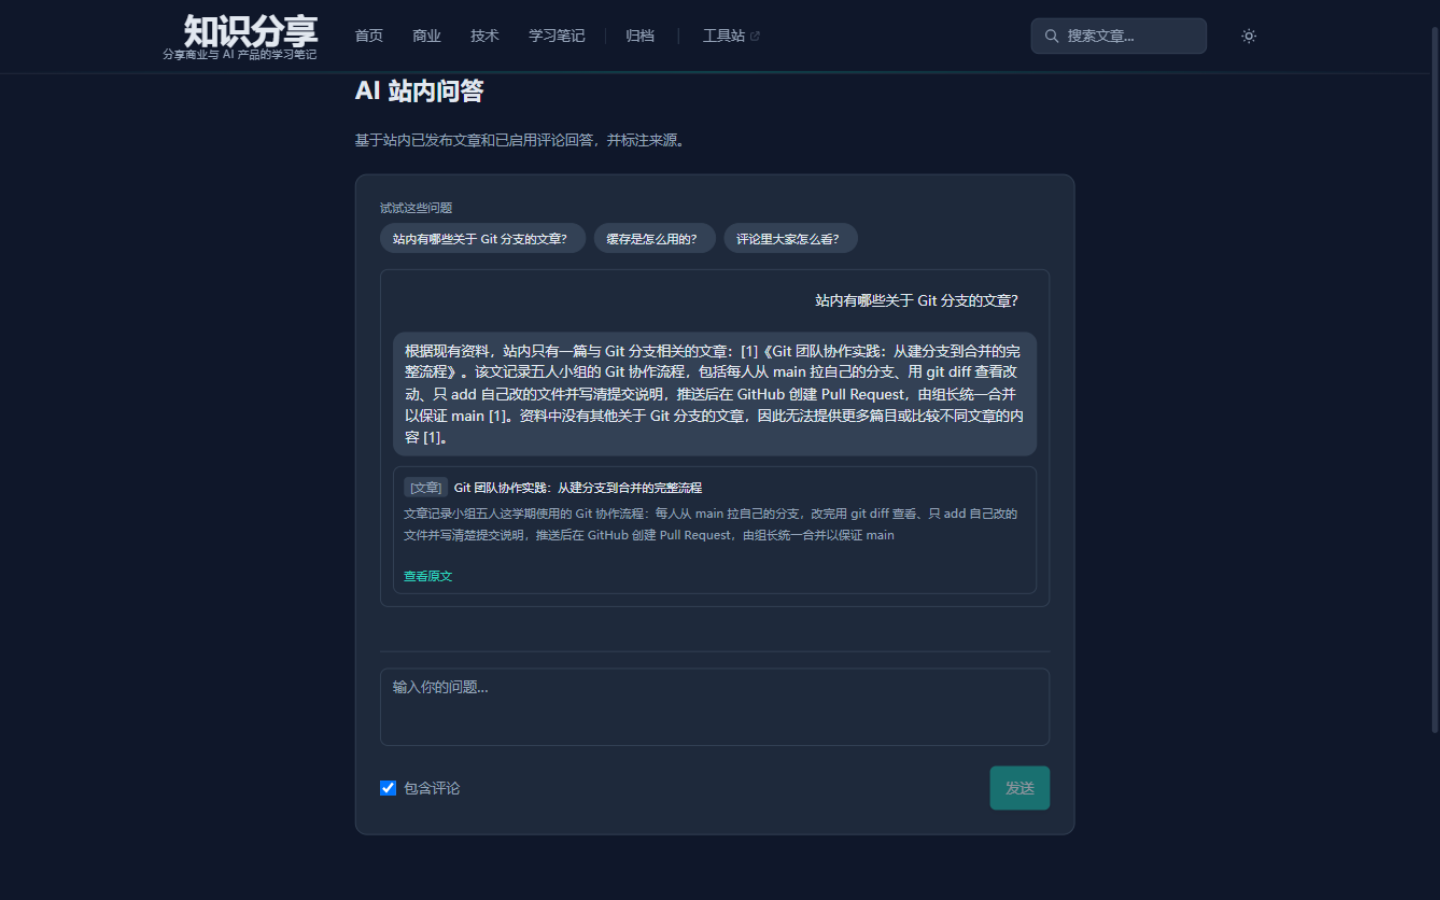 知识分享
分享商业与 AI 产品的学习笔记
首页 商业 技术 学习笔记 归档 工具站
搜索文章...
AI 站内问答
基于站内已发布文章和已启用评论回答，并标注来源。
试试这些问题
站内有哪些关于 Git 分支的文章？ 缓存是怎么用的？ 评论里大家怎么看？
站内有哪些关于 Git 分支的文章?
根据现有资料，站内只有一篇与 Git 分支相关的文章：[1]《Git 团队协作实践：从建分支到合并的完
整流程》。该文记录五人小组的 Git 协作流程，包括每人从 main 拉自己的分支、用 git diff 查看改
动、只 add 自己改的文件并写清提交说明，推送后在 GitHub 创建 Pull Request，由组长统一合并
以保证 main [1]。资料中没有其他关于 Git 分支的文章，因此无法提供更多篇目或比较不同文章的内
容 [1]。
[文章] Git 团队协作实践：从建分支到合并的完整流程
文章记录小组五人这学期使用的 Git 协作流程：每人从 main 拉自己的分支，改完用 git diff 查看、只 add 自己改的
文件并写清楚提交说明，推送后在 GitHub 创建 Pull Request，由组长统一合并以保证 main
查看原文
输入你的问题...
包含评论
发送